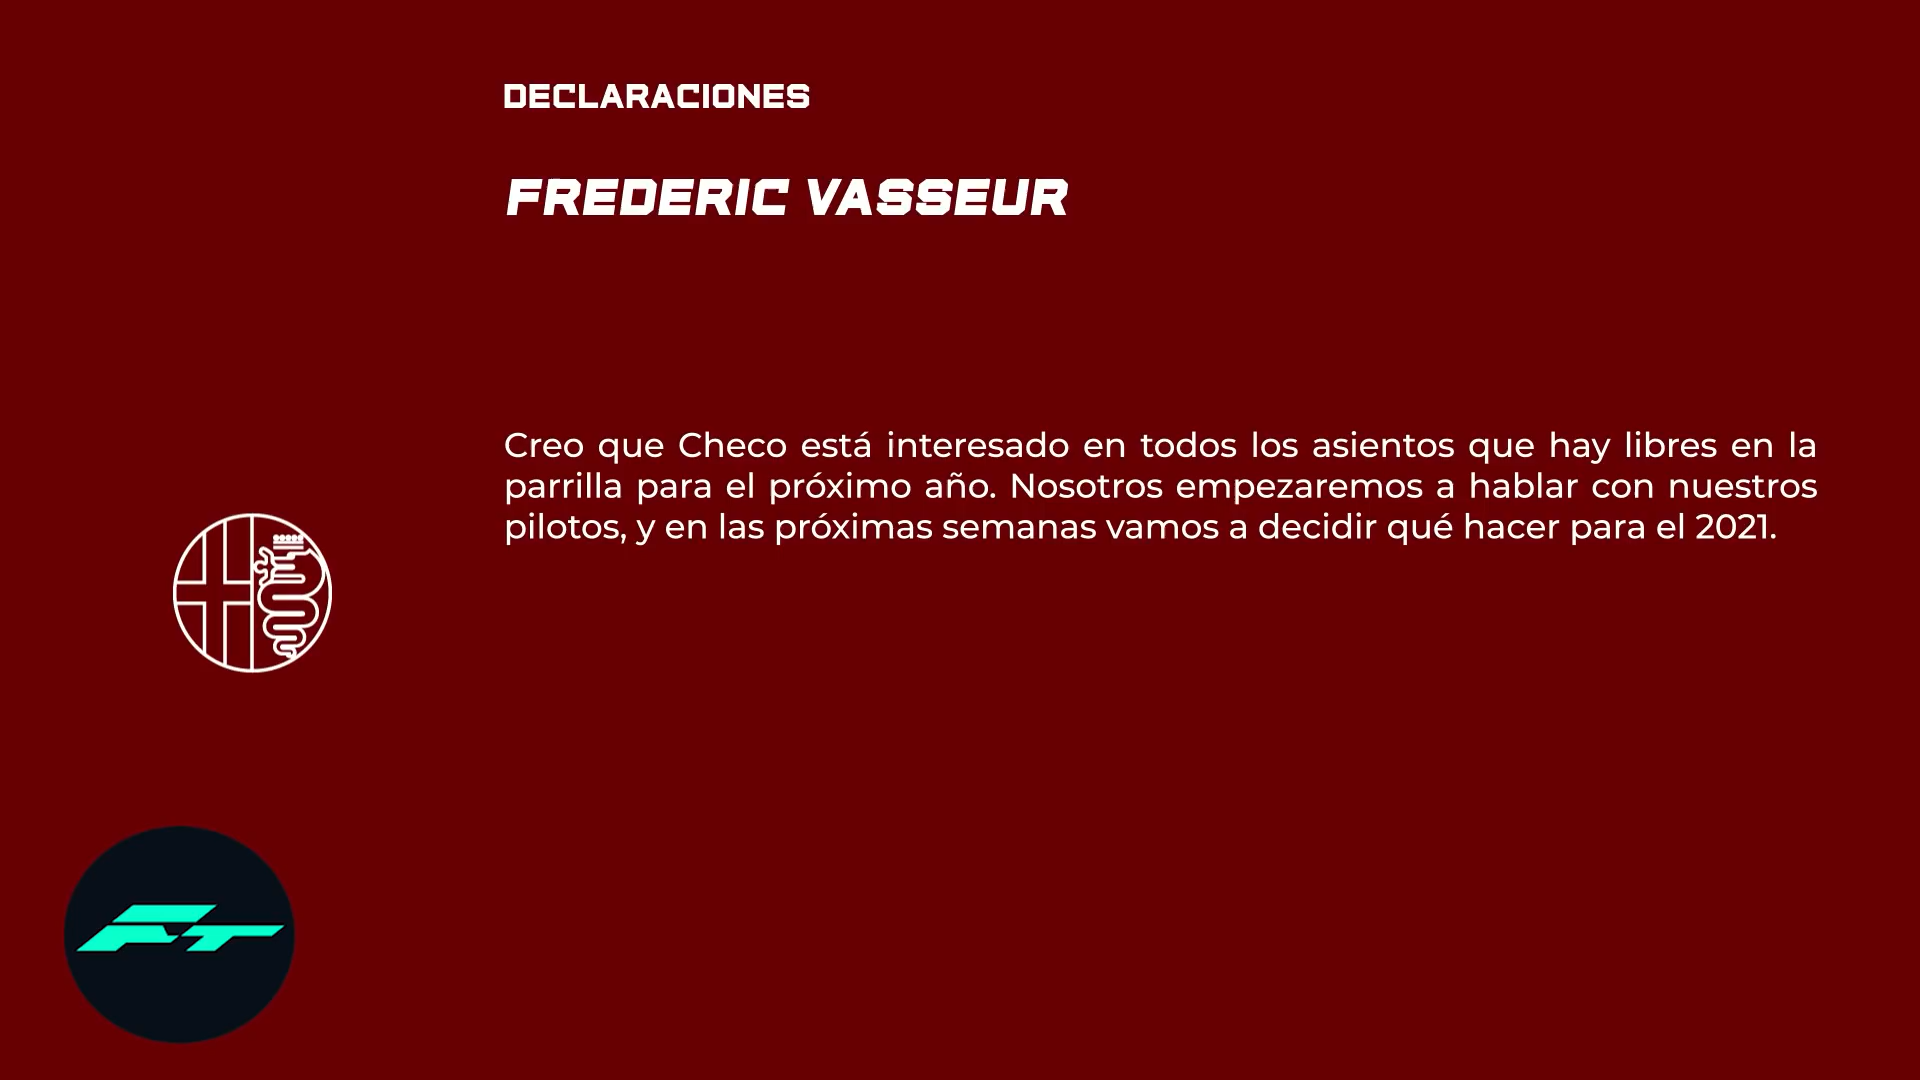 DECLARACIONES
FREDERIC VASSEUR
Creo que Checo está interesado en todos los asientos que hay libres en la
parrilla para el próximo año. Nosotros empezaremos a hablar con nuestros
pilotos, y en las próximas semanas vamos a decidir qué hacer para el 2021.
FT